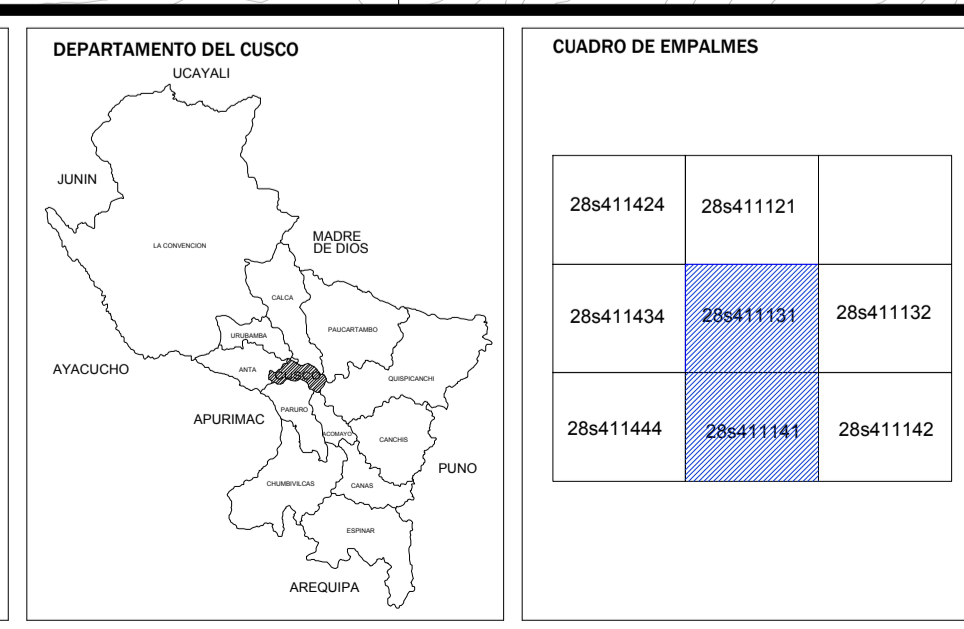 DEPARTAMENTO DEL CUSCO
UCAYALI
JUNIN
LA CONVENCION
MADRE
DE DIOS
CALCA
PAUCARTAMBO
URUBAMBA
AYACUCHO
ANTA
CUSCO
QUISPICANCHI
APURIMAC
PARURO
ACOMAYO
CANCHIS
PUNO
CHUMBIVILCAS
CANAS
ESPINAR
AREQUIPA
CUADRO DE EMPALMES
28s411424 28s411121
28s411434 28s411131 28s411132
28s411444 28s411141 28s411142